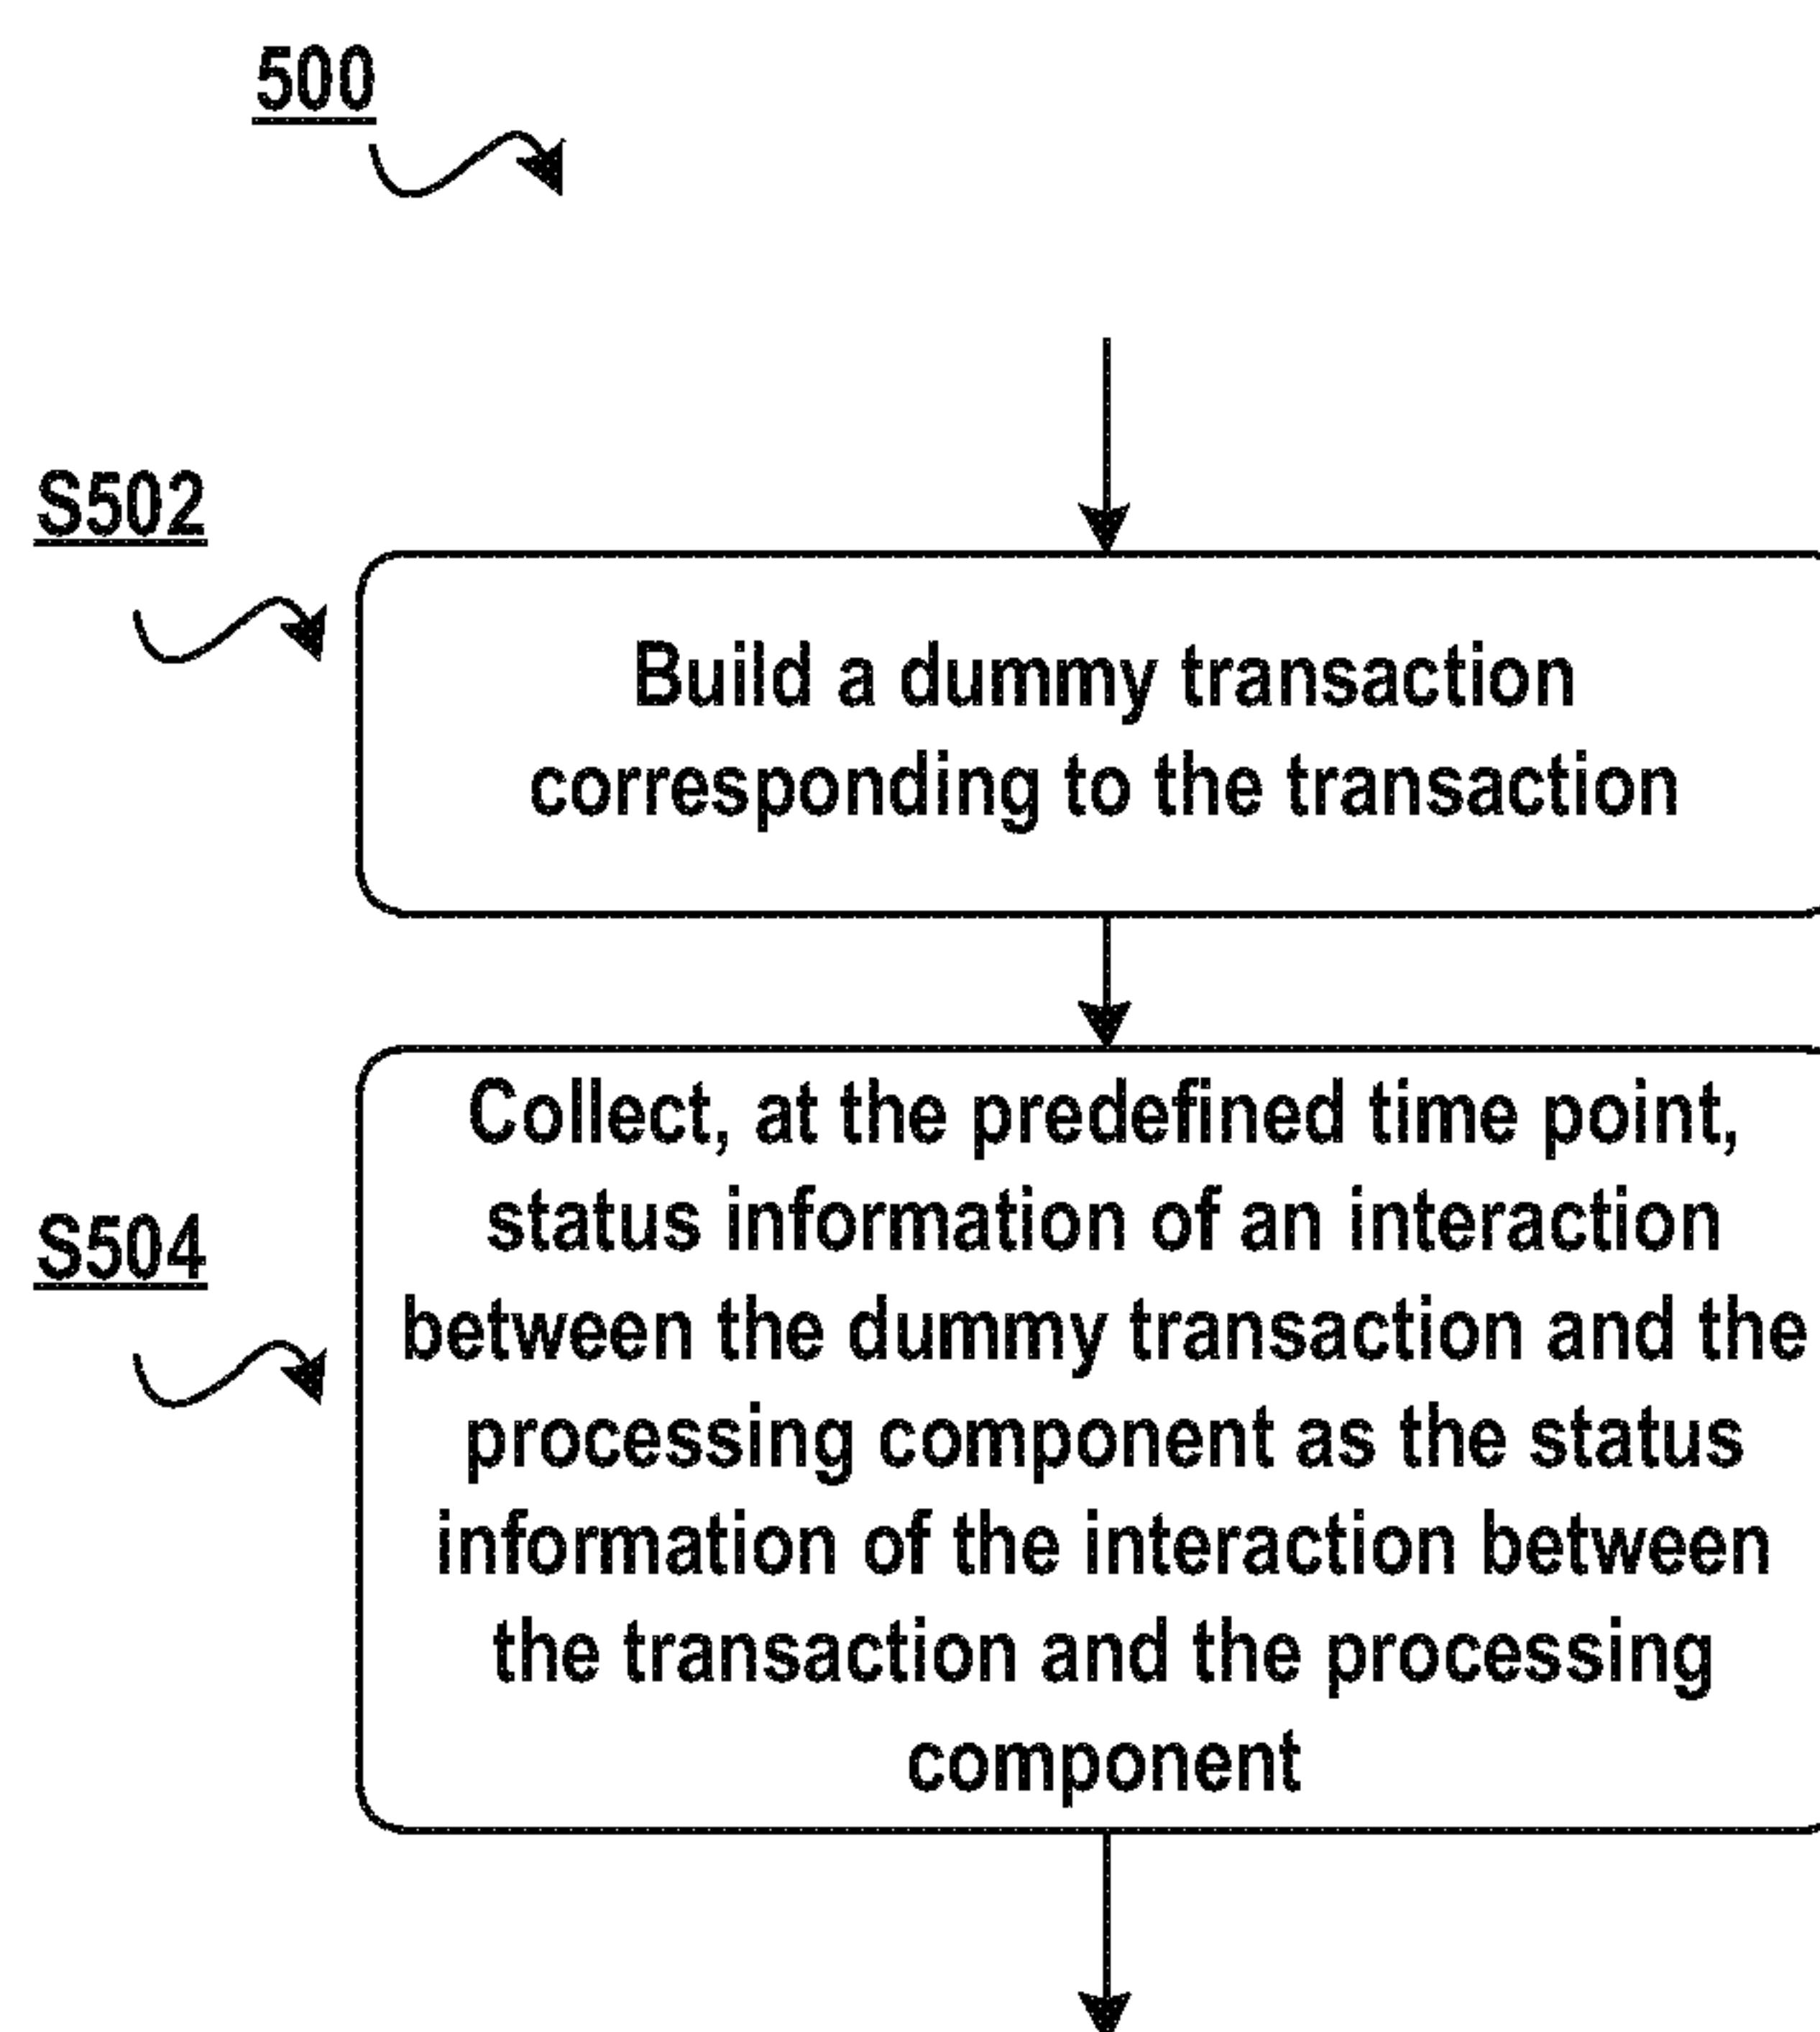 500
S502
Build a dummy transaction
corresponding to the transaction
S504
Collect, at the predefined time point,
status information of an interaction
between the dummy transaction and the
processing component as the status
information of the interaction between
the transaction and the processing
component